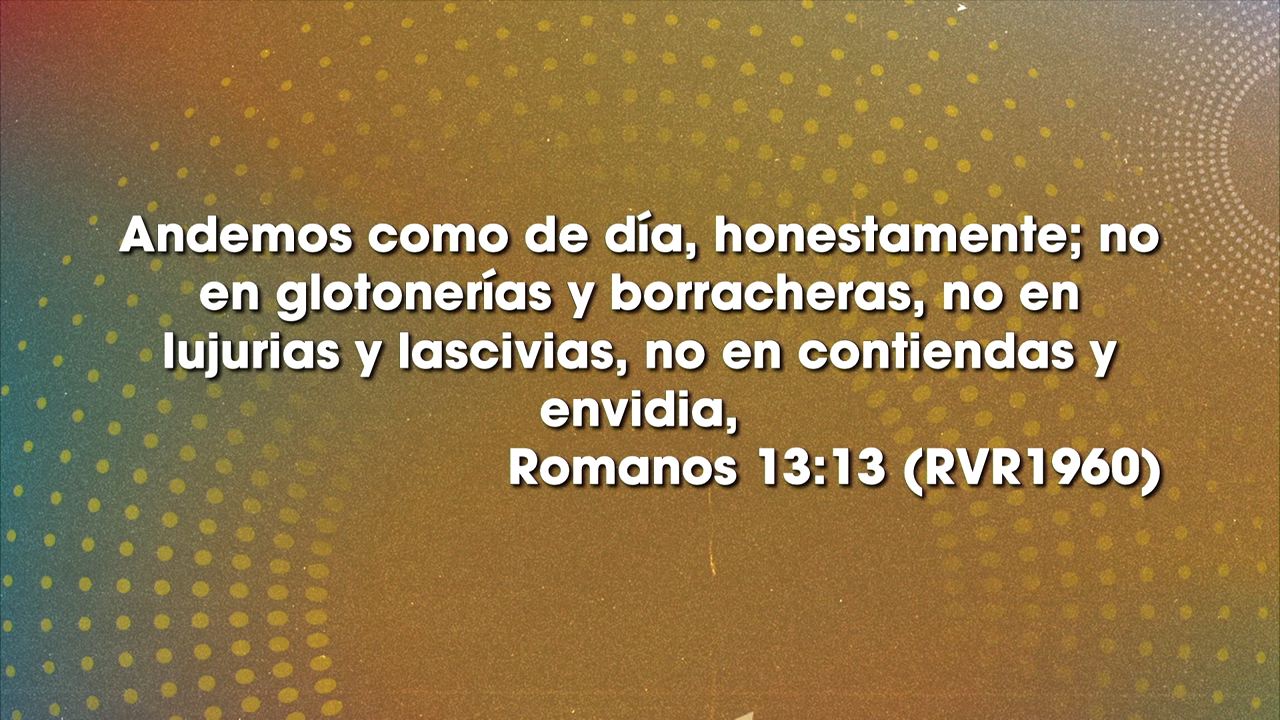 Andemos como de día, honestamente; no
en glotonerías y borracheras, no en
lujurias y lascivias, no en contiendas y
envidia,
Romanos 13:13 (RVR1960)